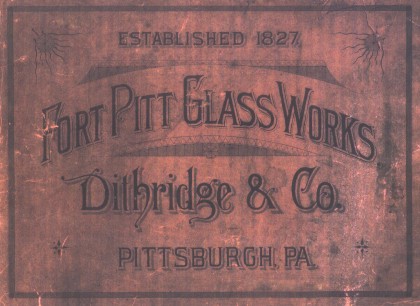 ESTABLISHED 1827,
FORT PITT GLASS WORKS
Dithridge & Co.
PITTSBURGH, PA.